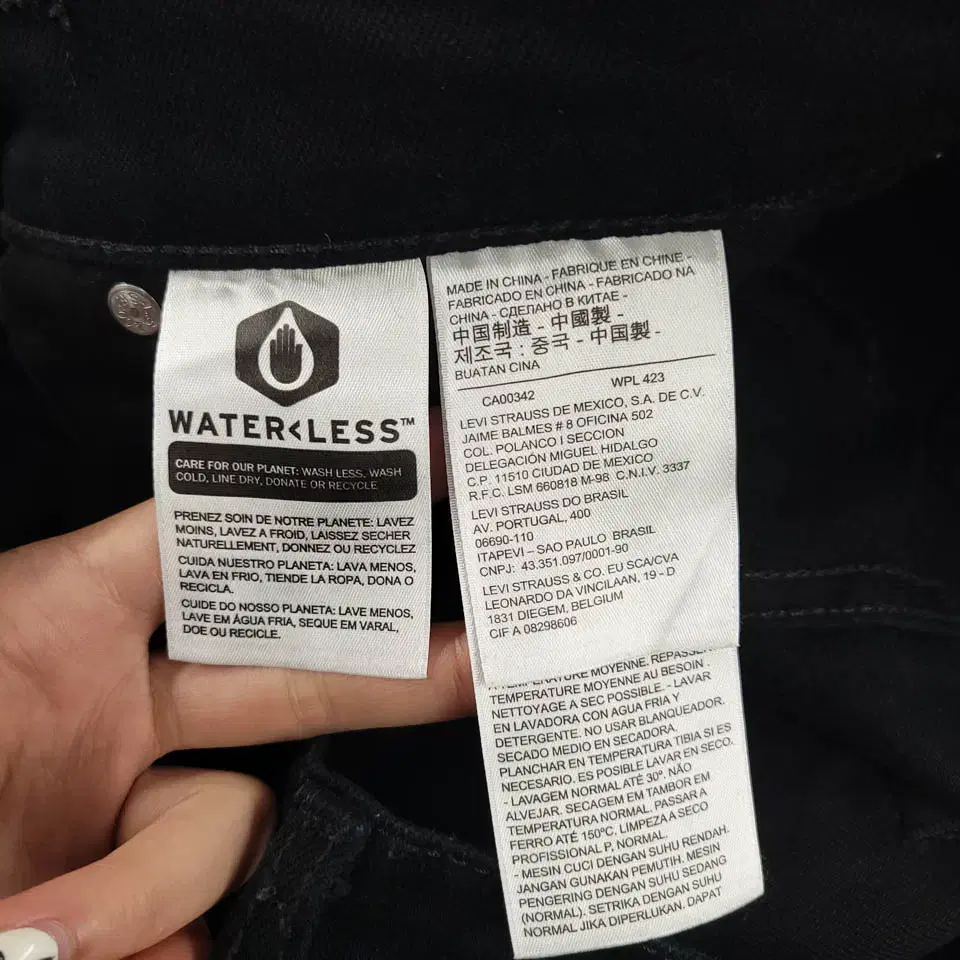 WATER<LESS™
CARE FOR OUR PLANET: WASH LESS, WASH
COLD, LINE DRY, DONATE OR RECYCLE
PRENEZ SOIN DE NOTRE PLANETE: LAVEZ
MOINS, LAVEZ A FROID, LAISSEZ SECHER
NATURELLEMENT, DONNEZ OU RECYCLEZ
CUIDA NUESTRO PLANETA: LAVA MENOS,
LAVA EN FRIO, TIENDE LA ROPA, DONA O
RECICLA.
CUIDE DO NOSSO PLANETA: LAVE MENOS,
LAVE EM ÁGUA FRIA, SEQUE EM VARAL,
DOE OU RECICLE.
MADE IN CHINA - FABRIQUE EN CHINE -
FABRICADO EN CHINA - FABRICADO NA
CHINA - СДЕЛАНО В КИТАЕ -
中国制造 - 中國製 -
제조국 : 중국 - 中国製 -
BUATAN CINA
CA00342 WPL 423
LEVI STRAUSS DE MEXICO, S.A. DE C.V.
JAIME BALMES # 8 OFICINA 502
COL. POLANCO I SECCION
DELEGACIÓN MIGUEL HIDALGO
C.P. 11510 CIUDAD DE MEXICO
R.F.C. LSM 660818 M-98 C.N.I.V. 3337
LEVI STRAUSS DO BRASIL
AV. PORTUGAL, 400
06690-110
ITAPEVI – SAO PAULO BRASIL
CNPJ: 43.351.097/0001-90
LEVI STRAUSS & CO. EU SCA/CVA
LEONARDO DA VINCILAAN, 19 - D
1831 DIEGEM, BELGIUM
CIF A 08298606
A TEMPERATURE MOYENNE. REPASSER
TEMPERATURE MOYENNE AU BESOIN .
NETTOYAGE A SEC POSSIBLE. - LAVAR
EN LAVADORA CON AGUA FRIA Y
DETERGENTE. NO USAR BLANQUEADOR.
SECADO MEDIO EN SECADORA.
PLANCHAR EN TEMPERATURA TIBIA SI ES
NECESARIO. ES POSIBLE LAVAR EN SECO.
- LAVAGEM NORMAL ATÉ 30º. NÃO
ALVEJAR. SECAGEM EM TAMBOR EM
TEMPERATURA NORMAL. PASSAR A
FERRO ATÉ 150ºC. LIMPEZA A SECO
PROFISSIONAL P, NORMAL.
- MESIN CUCI DENGAN SUHU RENDAH.
JANGAN GUNAKAN PEMUTIH. MESIN
PENGERING DENGAN SUHU SEDANG
(NORMAL). SETRIKA DENGAN SUHU
NORMAL JIKA DIPERLUKAN. DAPAT